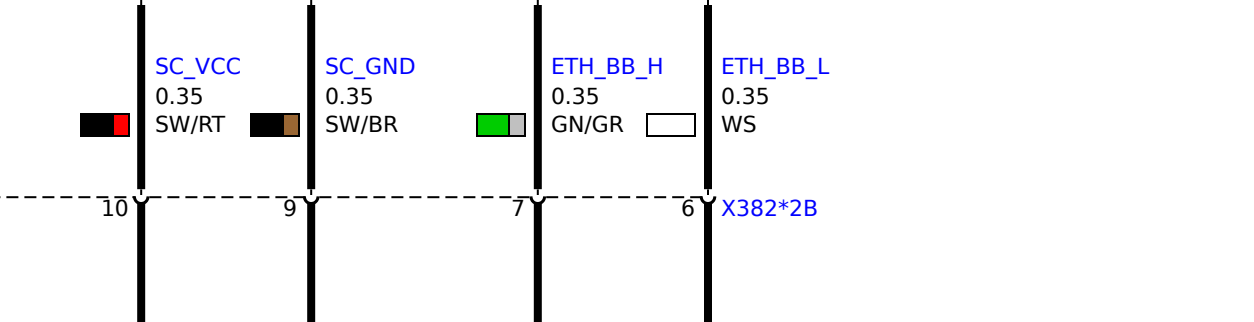 SC_VCC SC_GND ETH_BB_H ETH_BB_L
0.35 0.35 0.35 0.35
SW/RT SW/BR GN/GR WS
10 9 7 6 X382*2B